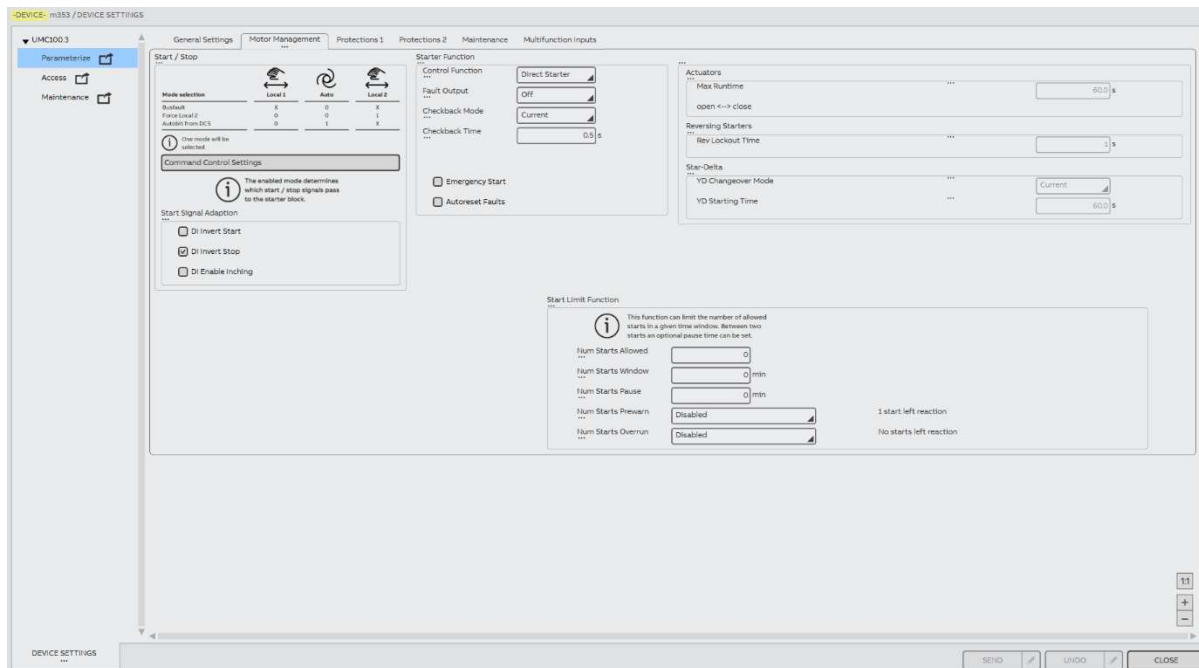 -DEVICE- m353 / DEVICE SETTINGS
UMC100.3
Parameterize
Access
Maintenance
General Settings Motor Management Protections 1 Protections 2 Maintenance Multifunction Inputs
Start / Stop
Mode selection Local 1 Auto Local 2
Busfault X 0 X
Force Local 2 0 0 1
Autobit from DCS 0 1 X
One mode will be
selected
Command Control Settings
The enabled mode determines
which start / stop signals pass
to the starter block.
Start Signal Adaption
DI Invert Start
DI Invert Stop
DI Enable Inching
Starter Function
Control Function Direct Starter
Fault Output Off
Checkback Mode Current
Checkback Time 0.5 s
Emergency Start
Autoreset Faults
Actuators
Max Runtime 60.0 s
open <--> close
Reversing Starters
Rev Lockout Time 1 s
Star-Delta
YD Changeover Mode Current
YD Starting Time 60.0 s
Start Limit Function
This function can limit the number of allowed
starts in a given time window. Between two
starts an optional pause time can be set.
Num Starts Allowed 0
Num Starts Window 0 min
Num Starts Pause 0 min
Num Starts Prewarn Disabled 1 start left reaction
Num Starts Overrun Disabled No starts left reaction
1:1
+
−
DEVICE SETTINGS
SEND UNDO CLOSE